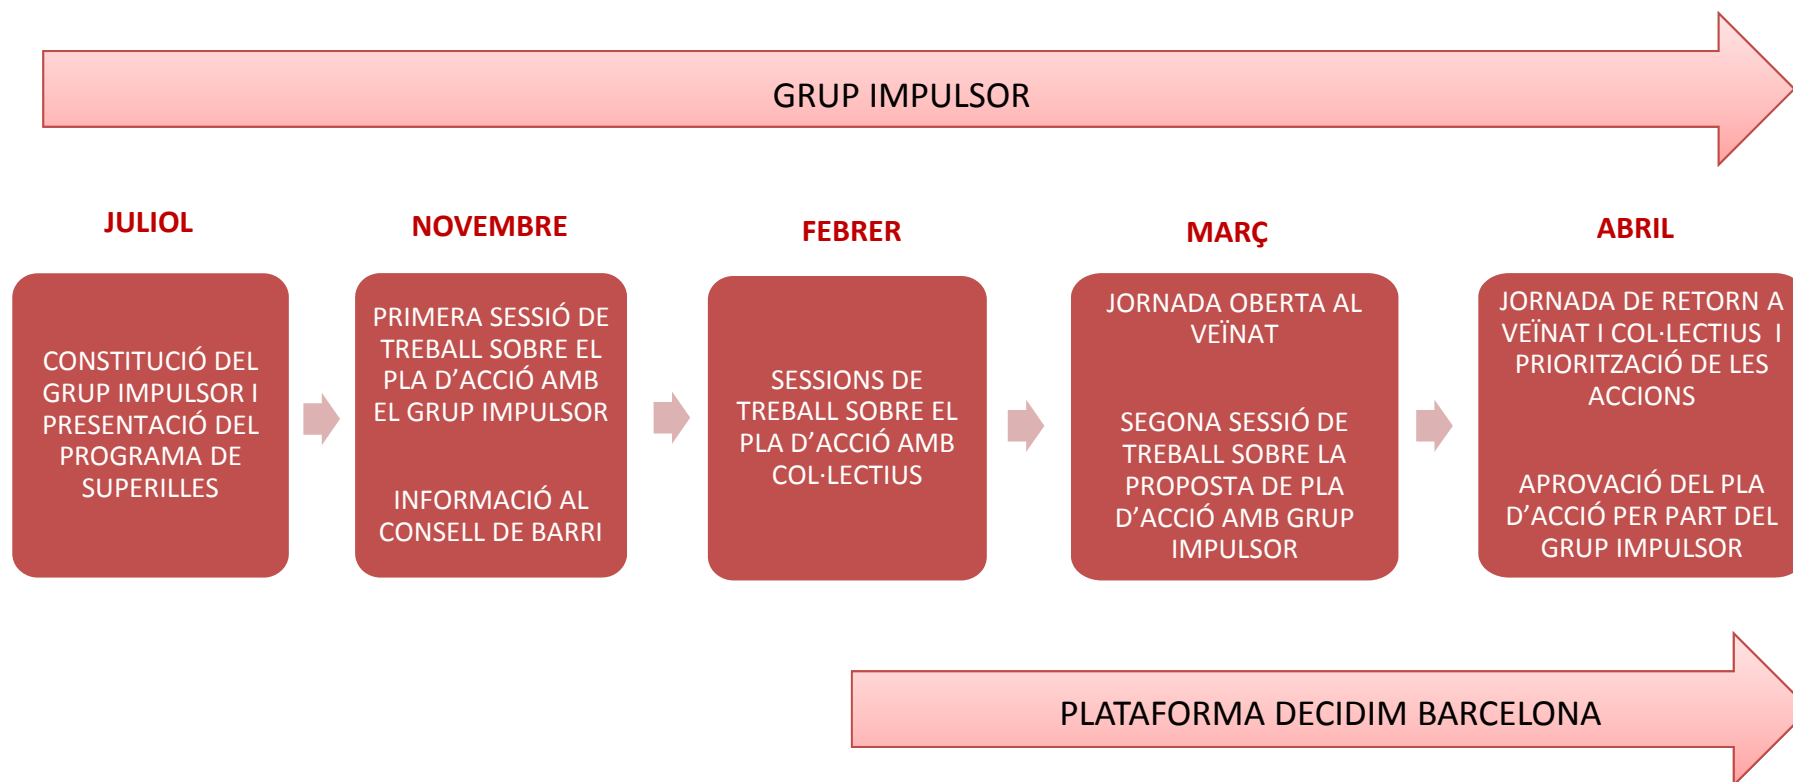 GRUP IMPULSOR
JULIOL
CONSTITUCIÓ DEL
GRUP IMPULSOR I
PRESENTACIÓ DEL
PROGRAMA DE
SUPERILLES
NOVEMBRE
PRIMERA SESSIÓ DE
TREBALL SOBRE EL
PLA D’ACCIÓ AMB
EL GRUP IMPULSOR
INFORMACIÓ AL
CONSELL DE BARRI
FEBRER
SESSIONS DE
TREBALL SOBRE EL
PLA D’ACCIÓ AMB
COL·LECTIUS
MARÇ
JORNADA OBERTA AL
VEÏNAT
SEGONA SESSIÓ DE
TREBALL SOBRE LA
PROPOSTA DE PLA
D’ACCIÓ AMB GRUP
IMPULSOR
ABRIL
JORNADA DE RETORN A
VEÏNAT I COL·LECTIUS I
PRIORITZACIÓ DE LES
ACCIONS
APROVACIÓ DEL PLA
D’ACCIÓ PER PART DEL
GRUP IMPULSOR
PLATAFORMA DECIDIM BARCELONA